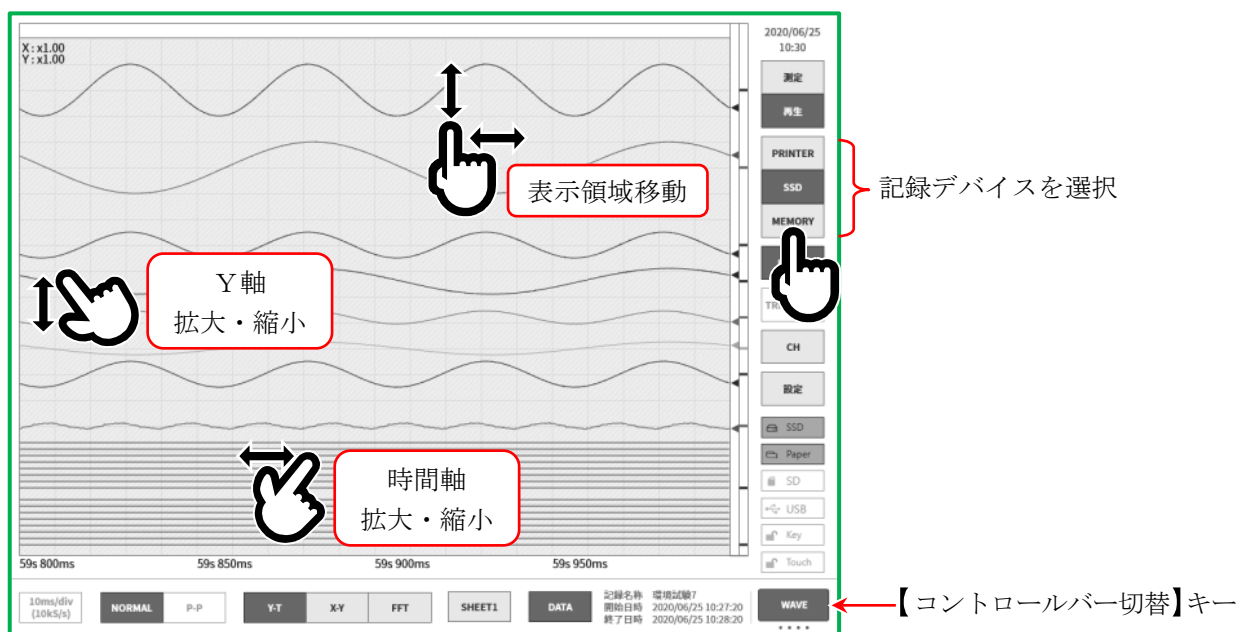 2020/06/25
10:30
X:x1.00
Y:x1.00
測定
再生
PRINTER
SSD
MEMORY
記録デバイスを選択
表示領域移動
Y軸
拡大・縮小
CH
設定
SSD
Paper
SD
USB
Key
Touch
時間軸
拡大・縮小
59s 800ms 59s 850ms 59s 900ms 59s 950ms
10ms/div
(10kS/s)
NORMAL P-P Y-T X-Y FFT SHEET1 DATA
記録名称 環境試験7
開始日時 2020/06/25 10:27:20
終了日時 2020/06/25 10:28:20
WAVE
【コントロールバー切替】キー